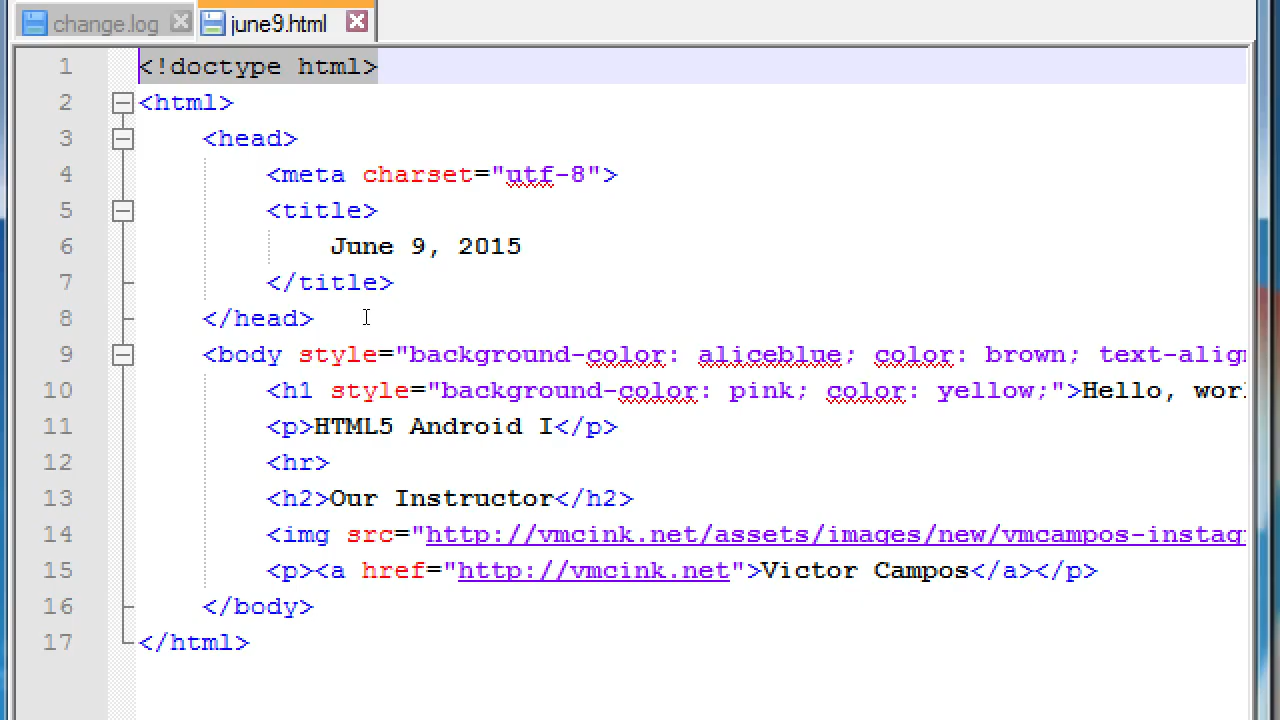 change.log june9.html
1 <!doctype html>
2 <html>
3 <head>
4 <meta charset="utf-8">
5 <title>
6 June 9, 2015
7 </title>
8 </head>
9 <body style="background-color: aliceblue; color: brown; text-align
10 <h1 style="background-color: pink; color: yellow;">Hello, worl
11 <p>HTML5 Android I</p>
12 <hr>
13 <h2>Our Instructor</h2>
14 <img src="http://vmcink.net/assets/images/new/vmcampos-instag
15 <p><a href="http://vmcink.net">Victor Campos</a></p>
16 </body>
17 </html>